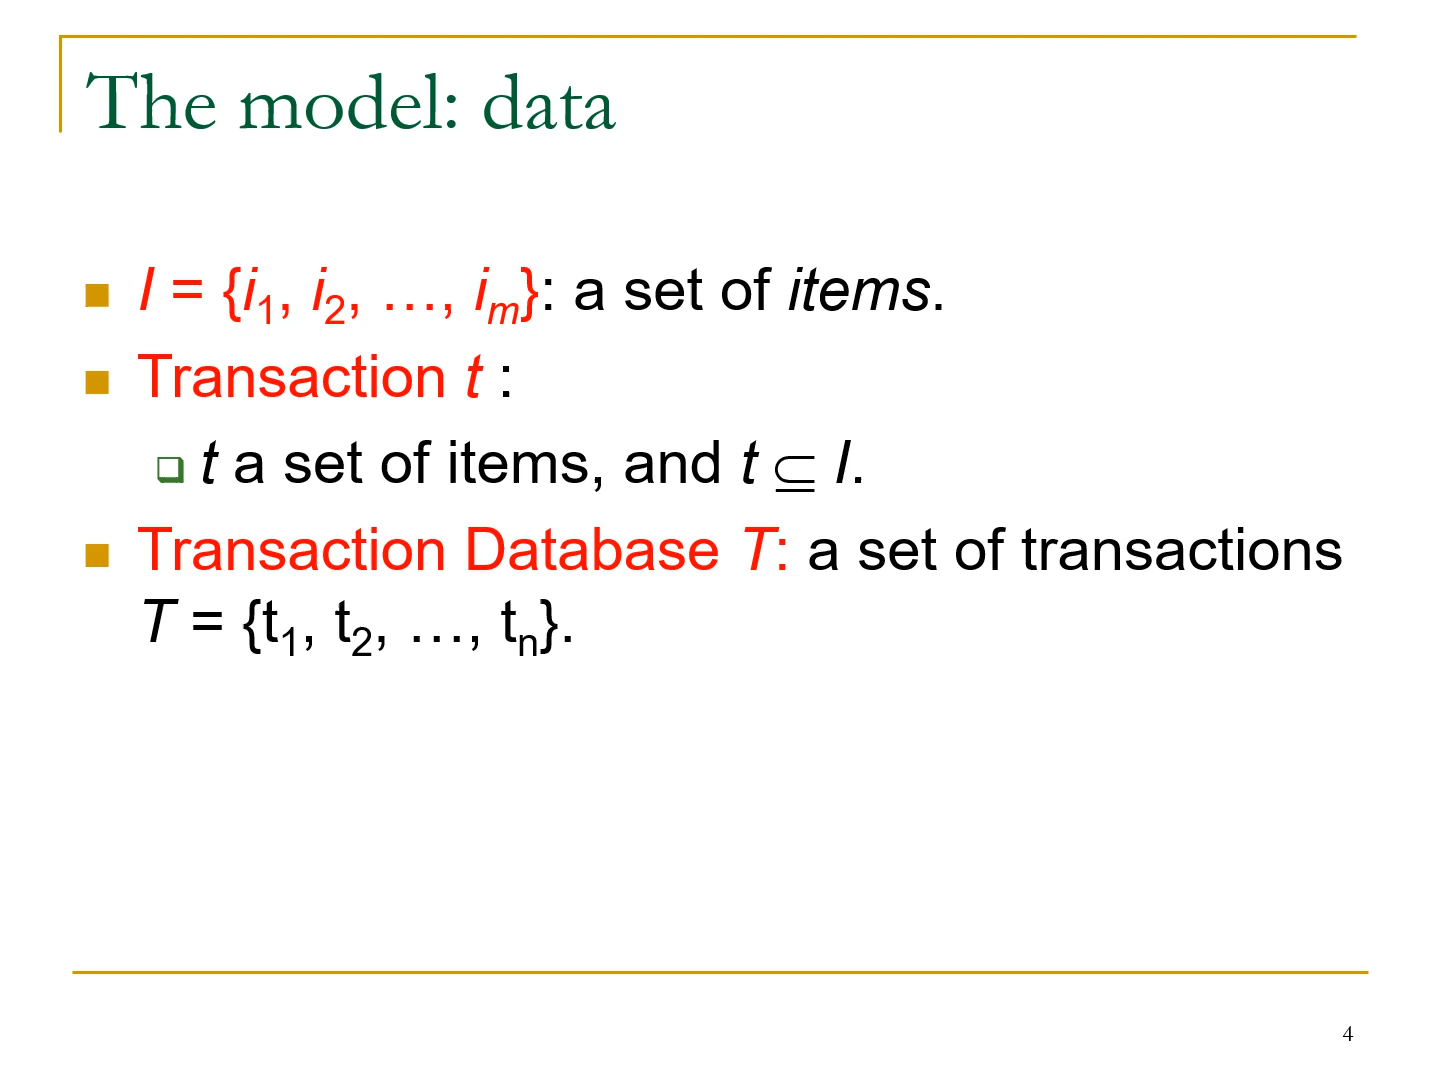 The model: data
I = {i₁, i₂, …, iₘ}: a set of items.
Transaction t :
t a set of items, and t ⊆ I.
Transaction Database T: a set of transactions
T = {t₁, t₂, …, tₙ}.
4